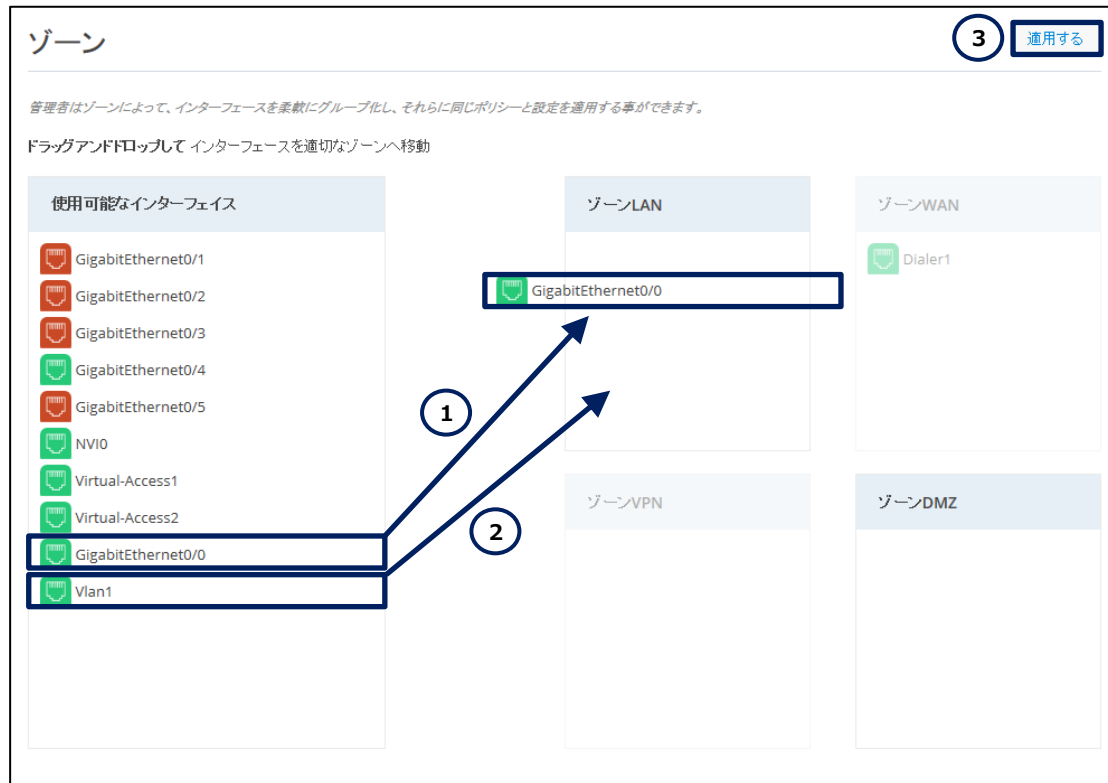 ゾーン
3
適用する
管理者はゾーンによって、インターフェースを柔軟にグループ化し、それらに同じポリシーと設定を適用する事ができます。
ドラッグアンドドロップして インターフェースを適切なゾーンへ移動
使用可能なインターフェイス
GigabitEthernet0/1
GigabitEthernet0/2
GigabitEthernet0/3
GigabitEthernet0/4
GigabitEthernet0/5
NVI0
Virtual-Access1
Virtual-Access2
GigabitEthernet0/0
Vlan1
1
2
ゾーンLAN
GigabitEthernet0/0
ゾーンWAN
Dialer1
ゾーンVPN
ゾーンDMZ